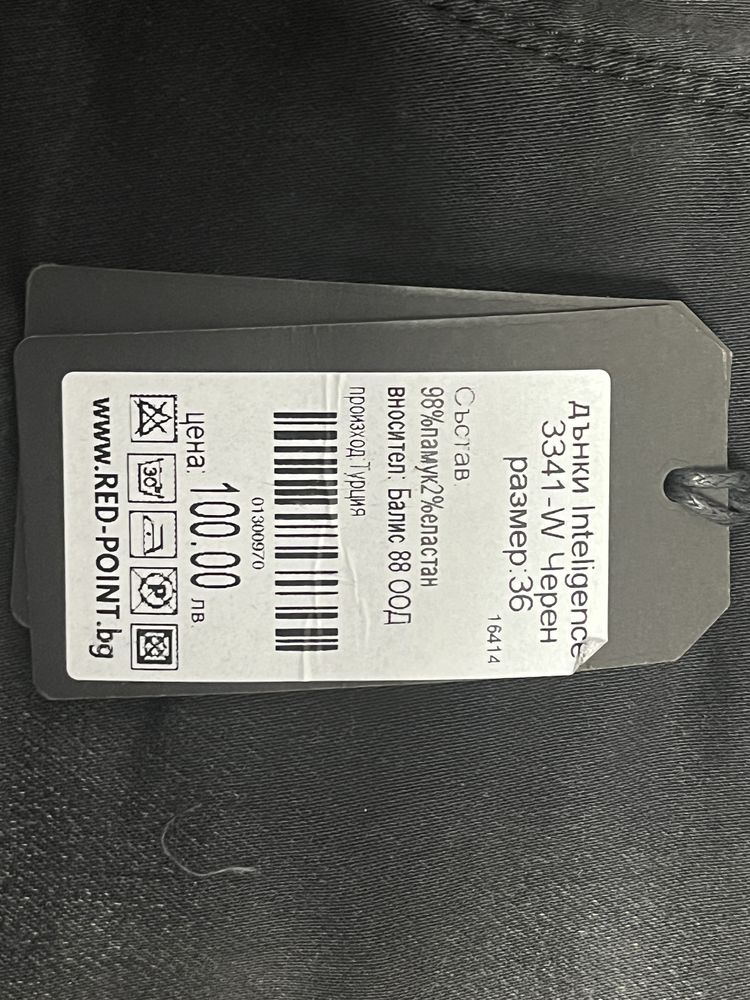 дънки Inteligence
3341-W Черен
размер:36
16414
Състав
98%памук2%еластан
вносител: Балис 88 ООД
произход:Турция
01300970
цена: 100.00 лв.
30°
P
www.RED-POINT.bg